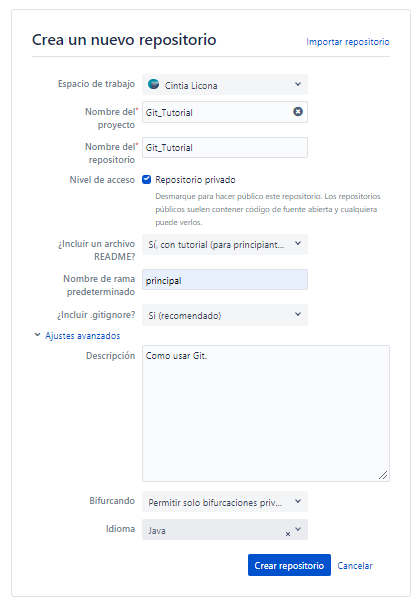 Crea un nuevo repositorio
Importar repositorio
Espacio de trabajo
Cintia Licona
Nombre del*
proyecto
Git_Tutorial
Nombre del*
repositorio
Git_Tutorial
Nivel de acceso
Repositorio privado
Desmarque para hacer público este repositorio. Los repositorios
públicos suelen contener código de fuente abierta y cualquiera
puede verlos.
¿Incluir un archivo
README?
Sí, con tutorial (para principiant...
Nombre de rama
predeterminado
principal
¿Incluir .gitignore?
Si (recomendado)
Ajustes avanzados
Descripción
Como usar Git.
Bifurcando
Permitir solo bifurcaciones priv...
Idioma
Java
Crear repositorio
Cancelar